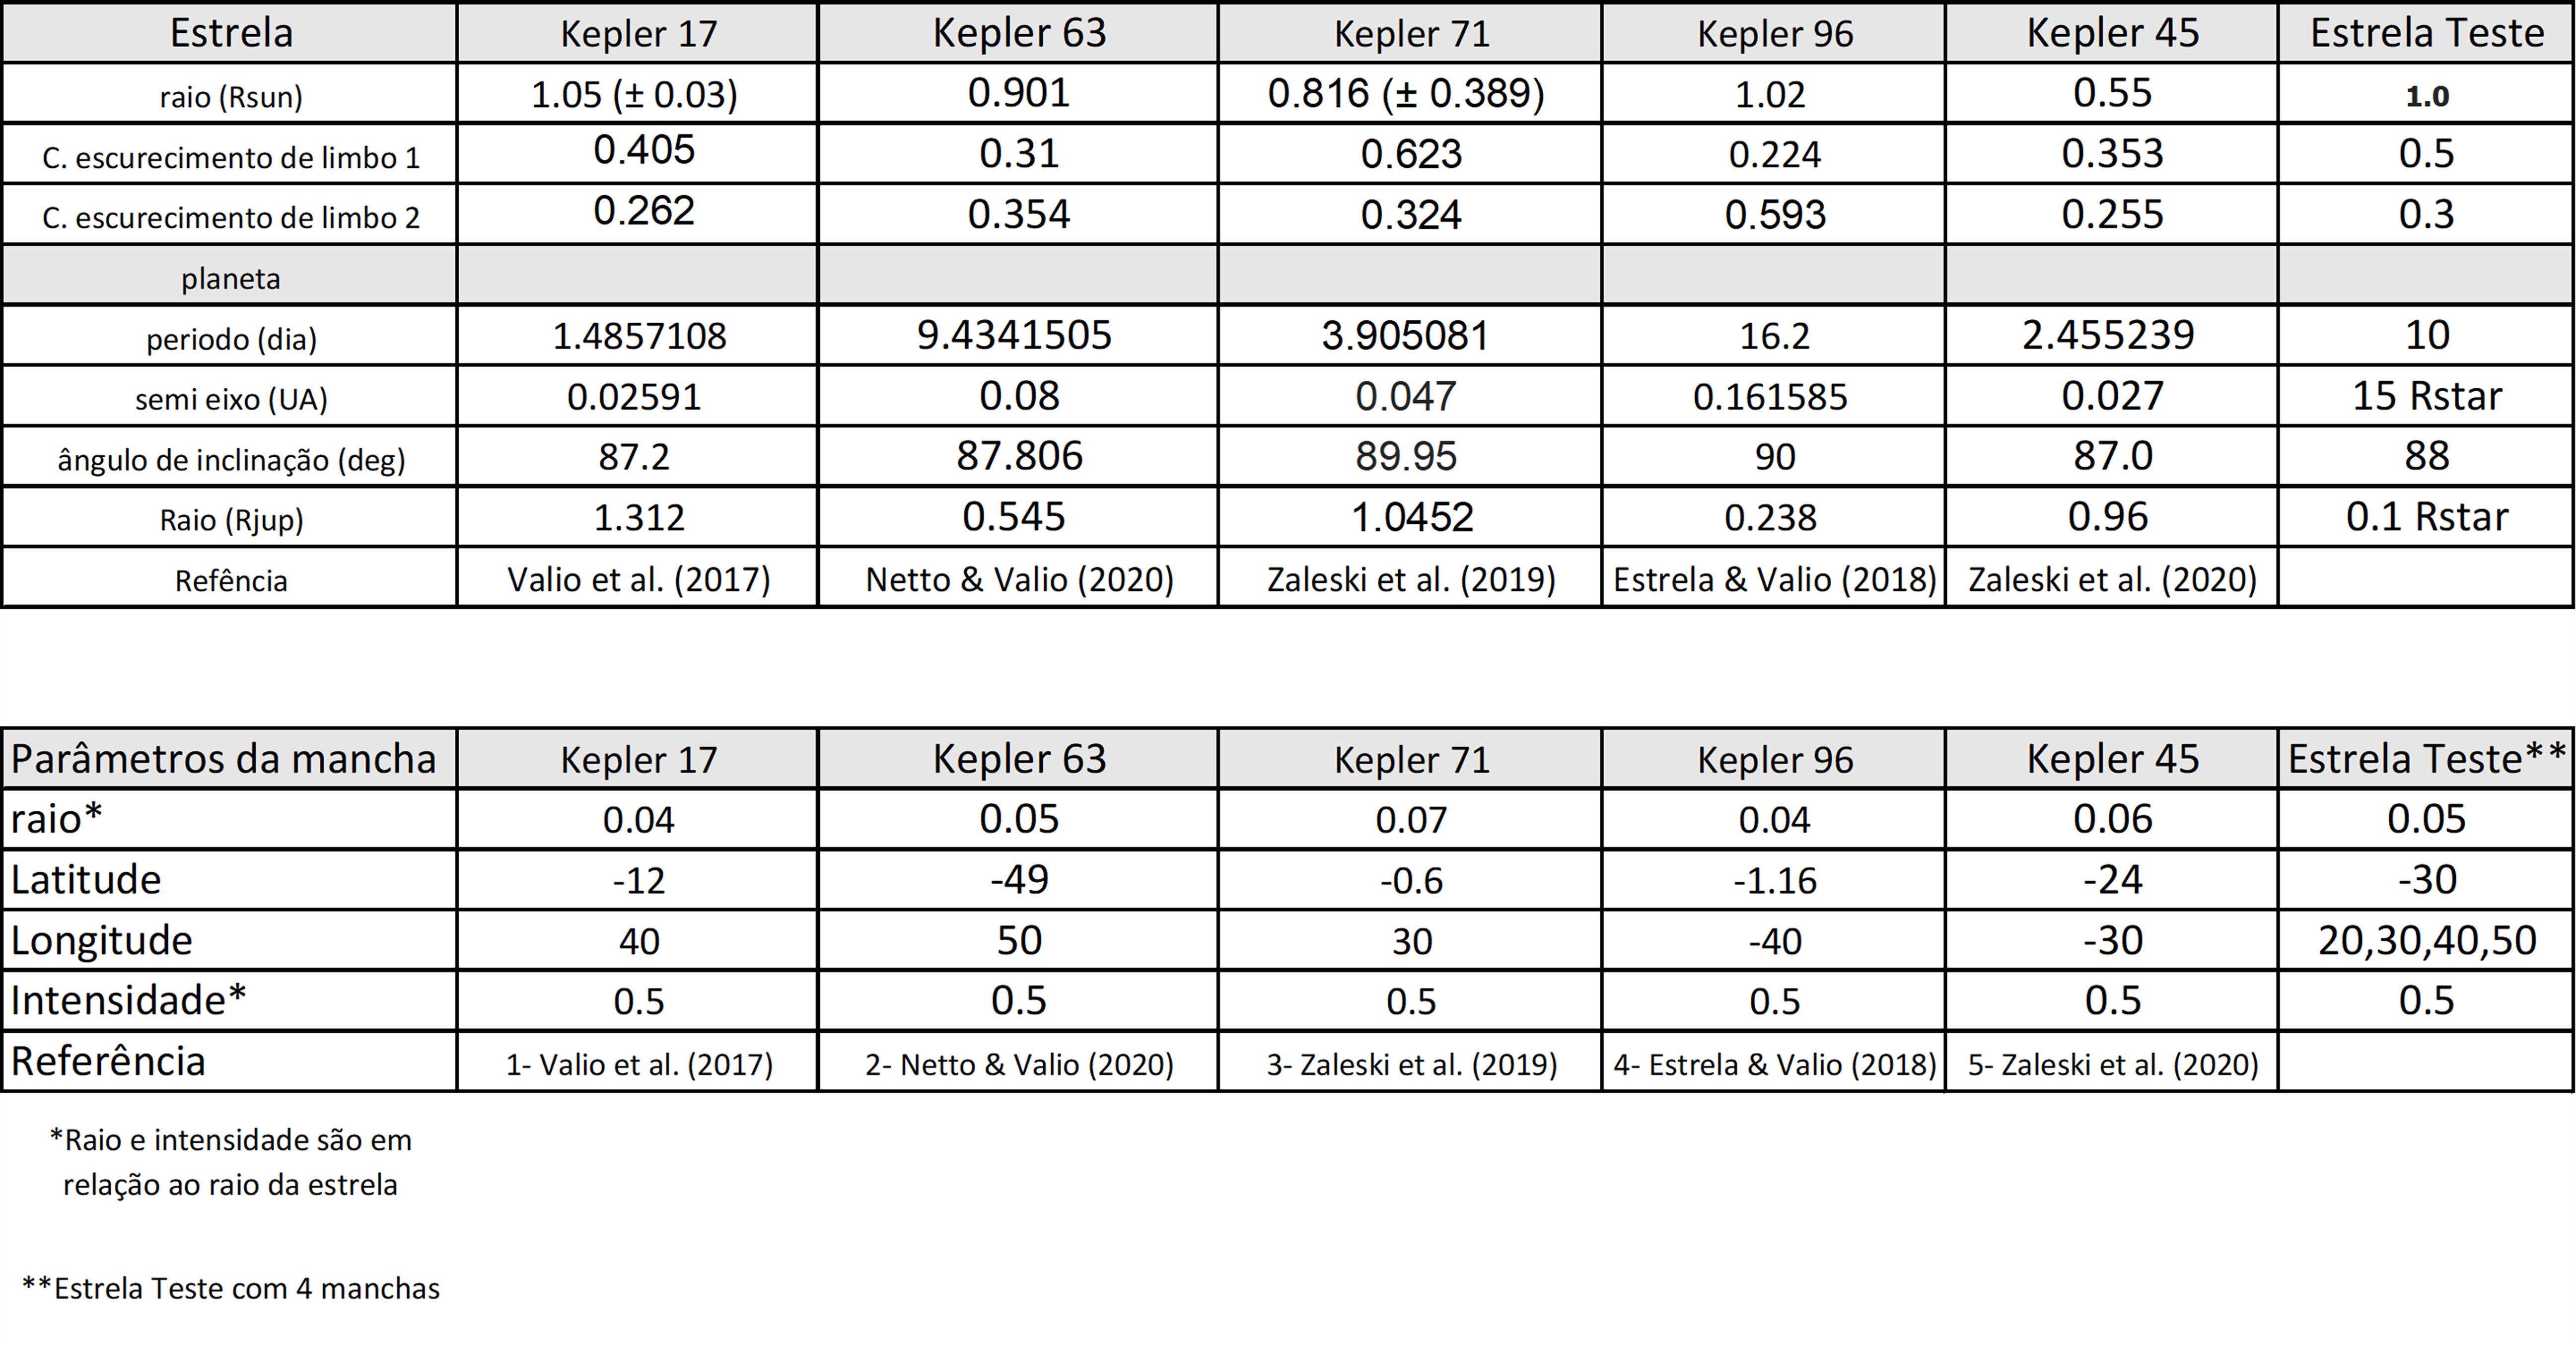 Estrela Kepler 17 Kepler 63 Kepler 71 Kepler 96 Kepler 45 Estrela Teste
raio (Rsun) 1.05 (± 0.03) 0.901 0.816 (± 0.389) 1.02 0.55 1.0
C. escurecimento de limbo 1 0.405 0.31 0.623 0.224 0.353 0.5
C. escurecimento de limbo 2 0.262 0.354 0.324 0.593 0.255 0.3
planeta
periodo (dia) 1.4857108 9.4341505 3.905081 16.2 2.455239 10
semi eixo (UA) 0.02591 0.08 0.047 0.161585 0.027 15 Rstar
ângulo de inclinação (deg) 87.2 87.806 89.95 90 87.0 88
Raio (Rjup) 1.312 0.545 1.0452 0.238 0.96 0.1 Rstar
Refência Valio et al. (2017) Netto & Valio (2020) Zaleski et al. (2019) Estrela & Valio (2018) Zaleski et al. (2020)
Parâmetros da mancha Kepler 17 Kepler 63 Kepler 71 Kepler 96 Kepler 45 Estrela Teste**
raio* 0.04 0.05 0.07 0.04 0.06 0.05
Latitude -12 -49 -0.6 -1.16 -24 -30
Longitude 40 50 30 -40 -30 20,30,40,50
Intensidade* 0.5 0.5 0.5 0.5 0.5 0.5
Referência 1- Valio et al. (2017) 2- Netto & Valio (2020) 3- Zaleski et al. (2019) 4- Estrela & Valio (2018) 5- Zaleski et al. (2020)
*Raio e intensidade são em
relação ao raio da estrela
**Estrela Teste com 4 manchas